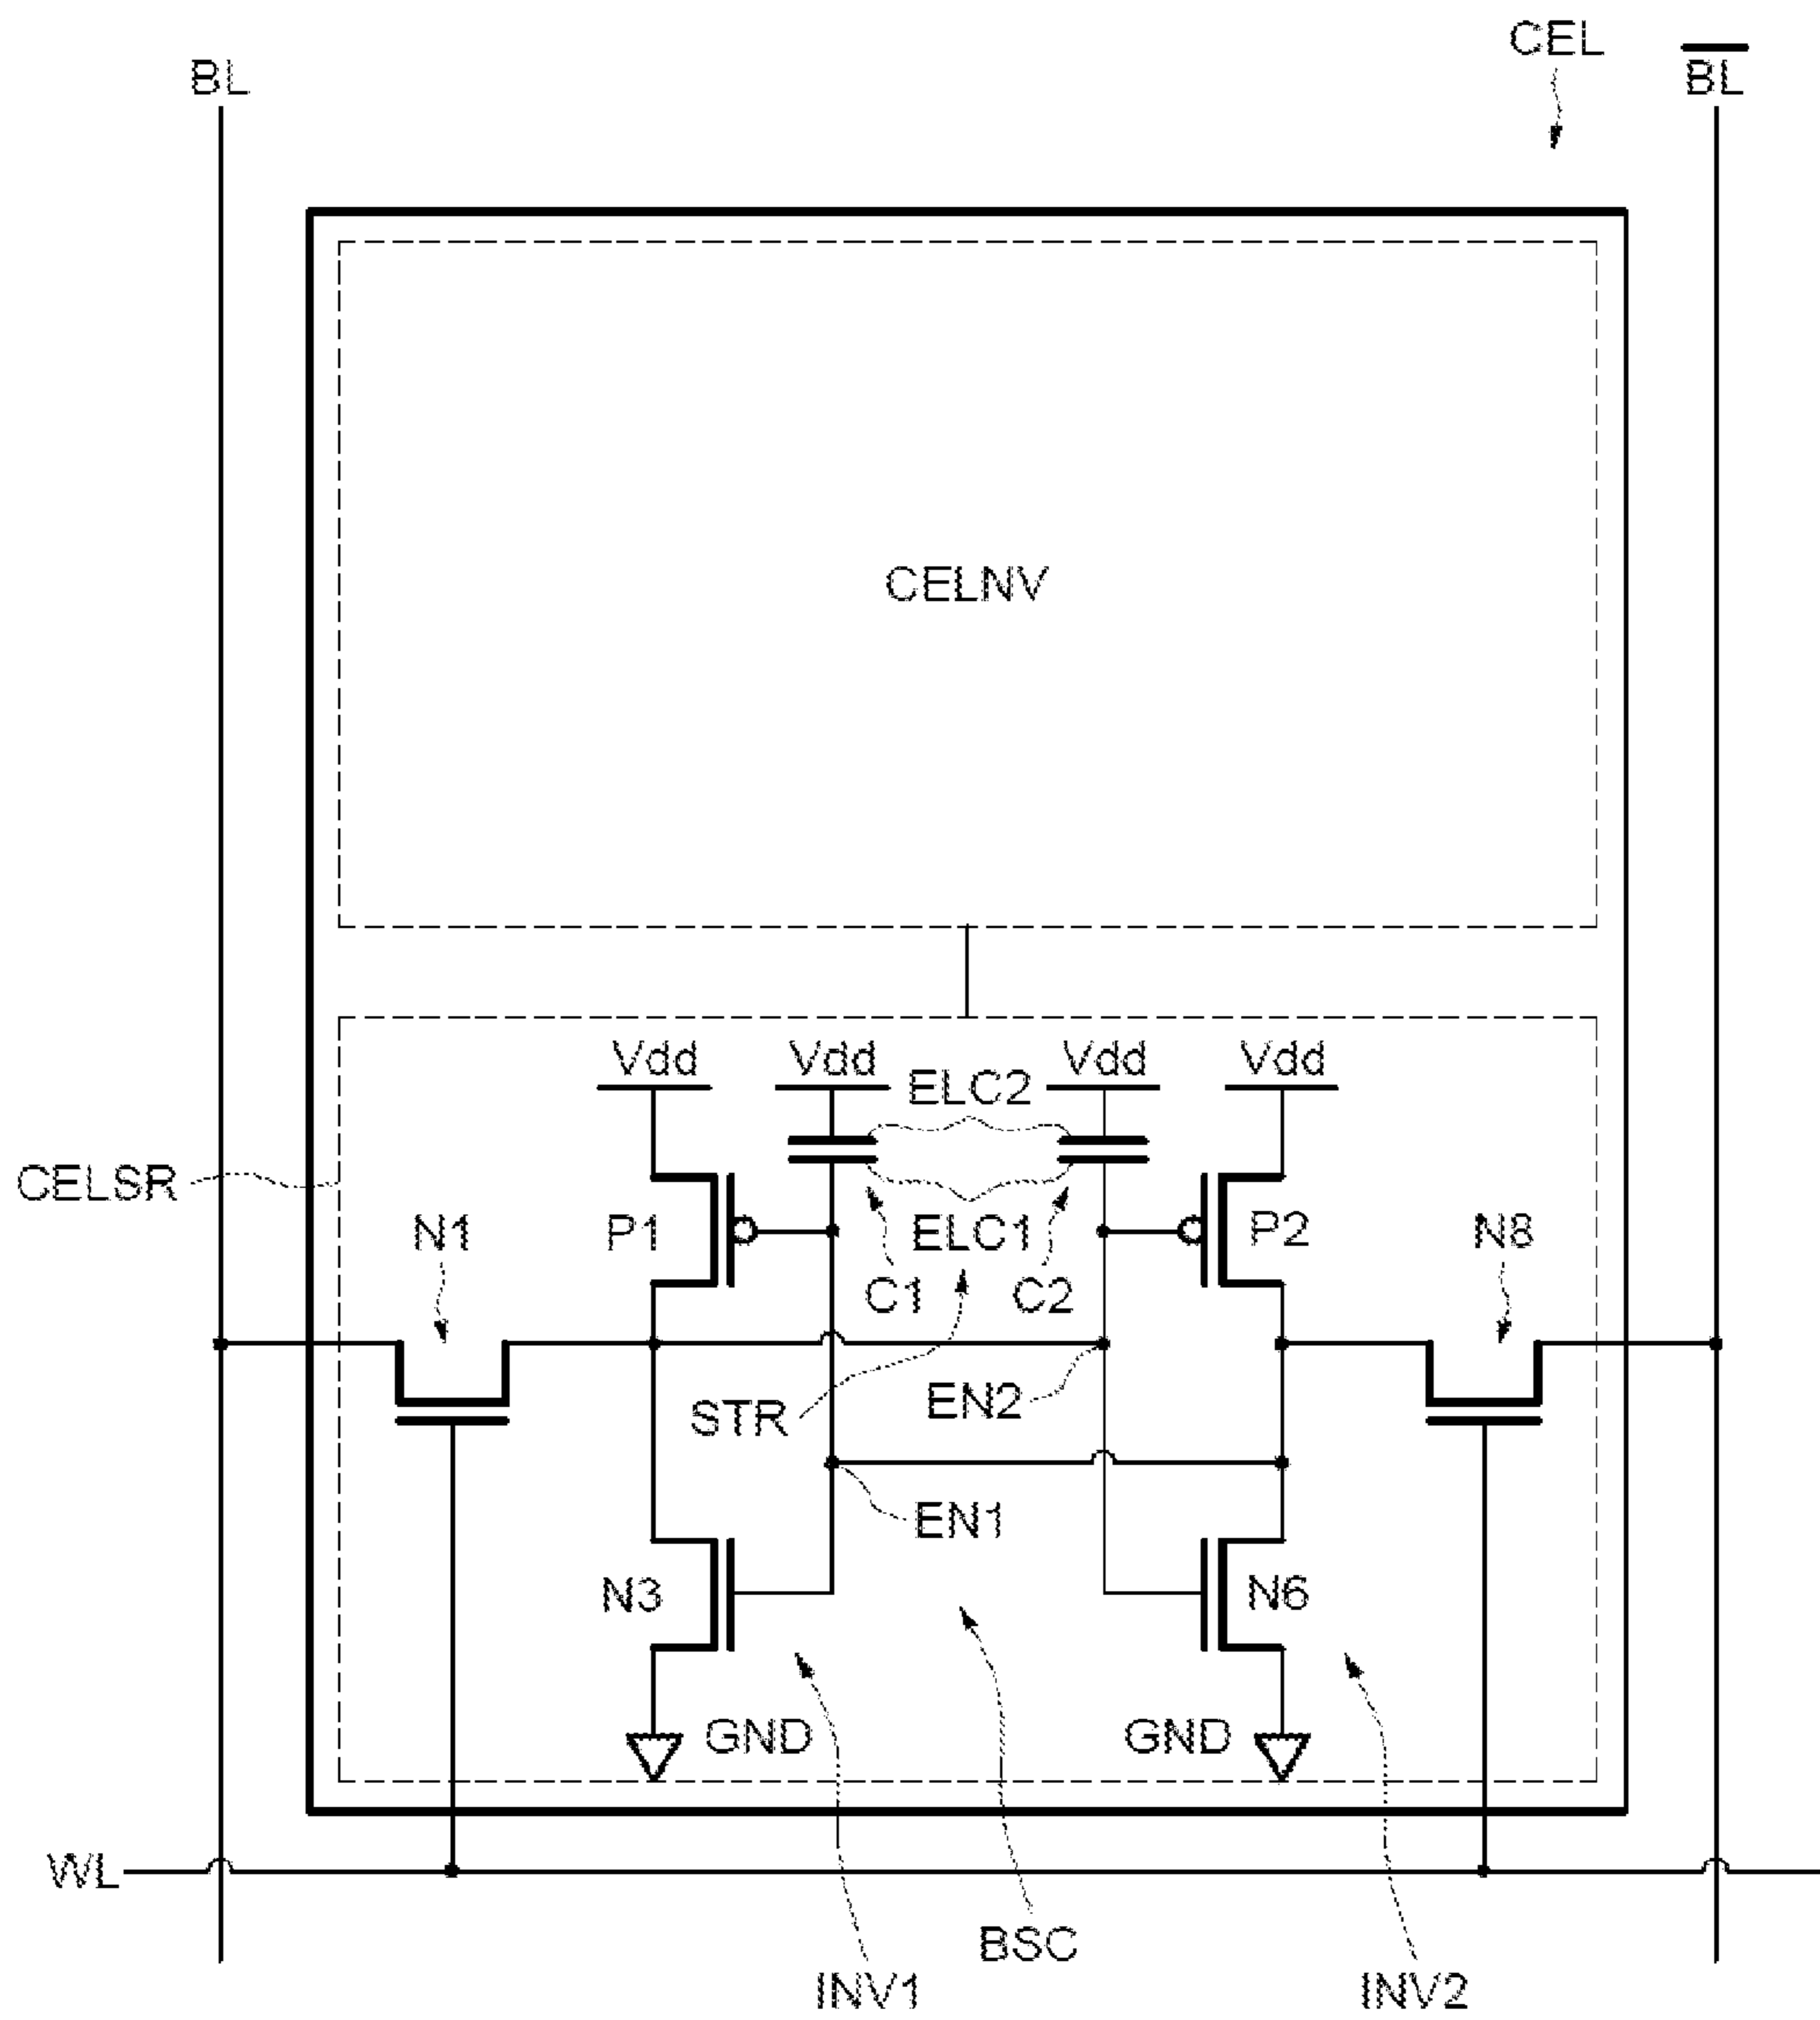 CEL
BL
BL
CELNV
Vdd
Vdd
Vdd
Vdd
ELC2
CELSR
N1
P1
ELC1
P2
N8
C1
C2
STR
EN2
EN1
N3
N6
GND
GND
WL
BSC
INV1
INV2